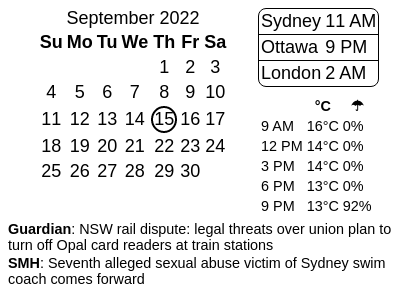 September 2022
Su Mo Tu We Th Fr Sa
1 2 3
4 5 6 7 8 9 10
11 12 13 14 15 16 17
18 19 20 21 22 23 24
25 26 27 28 29 30
Sydney 11 AM
Ottawa 9 PM
London 2 AM
°C ☂
9 AM 16°C 0%
12 PM 14°C 0%
3 PM 14°C 0%
6 PM 13°C 0%
9 PM 13°C 92%
Guardian: NSW rail dispute: legal threats over union plan to
turn off Opal card readers at train stations
SMH: Seventh alleged sexual abuse victim of Sydney swim
coach comes forward